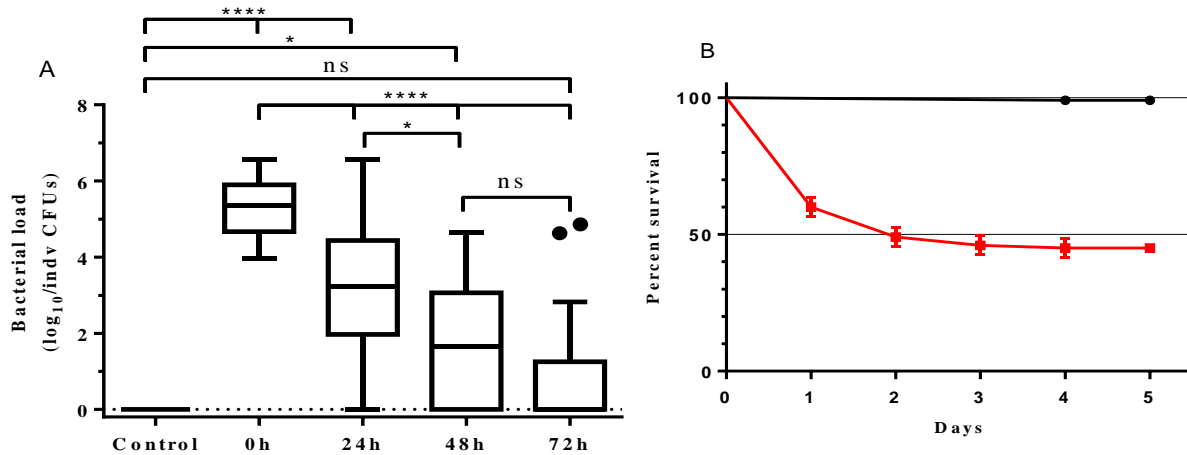 A
****
*
ns
****
*
ns
Bacterial load
(log10/indv CFUs)
8
6
4
2
0
Control 0h 24h 48h 72h
B
Percent survival
100
50
0
0 1 2 3 4 5
Days